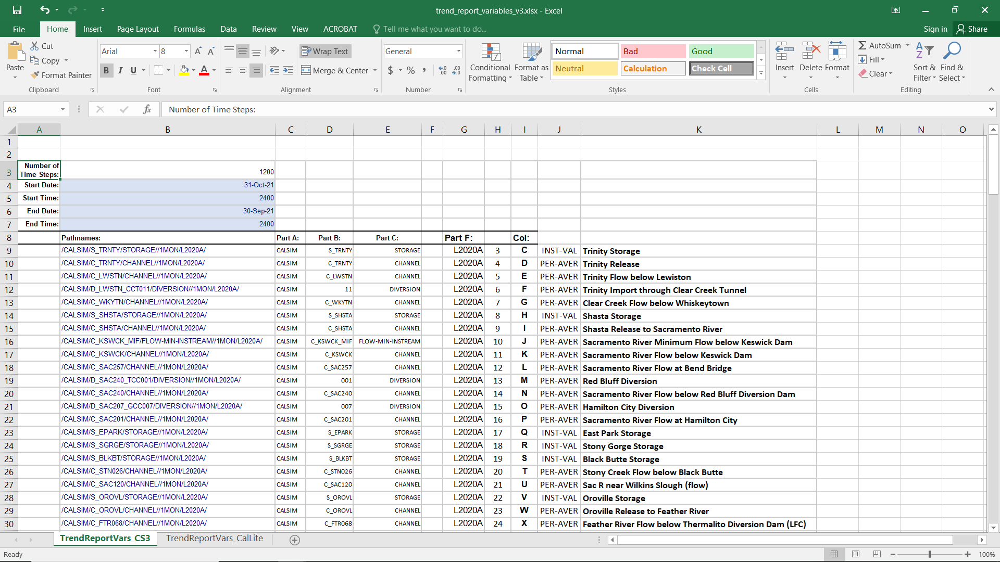 trend_report_variables_v3.xlsx - Excel
File Home Insert Page Layout Formulas Data Review View ACROBAT Tell me what you want to do... Sign in Share
Paste Cut Copy Format Painter Clipboard
Arial 8 A A B I U A Font
Wrap Text Merge & Center Alignment
General $ % , .00 Number
Conditional Formatting Format as Table
Normal Bad Good
Neutral Calculation Check Cell
Styles
Insert Delete Format Cells
AutoSum Fill Clear Sort & Filter Find & Select Editing
A3 fx Number of Time Steps:
A B C D E F G H I J K L M N O
1
2
3 Number of Time Steps: 1200
4 Start Date: 31-Oct-21
5 Start Time: 2400
6 End Date: 30-Sep-21
7 End Time: 2400
8 Pathnames: Part A: Part B: Part C: Part F: Col:
9 /CALSIM/S_TRNTY/STORAGE//1MON/L2020A/ CALSIM S_TRNTY STORAGE L2020A 3 C INST-VAL Trinity Storage
10 /CALSIM/C_TRNTY/CHANNEL//1MON/L2020A/ CALSIM C_TRNTY CHANNEL L2020A 4 D PER-AVER Trinity Release
11 /CALSIM/C_LWSTN/CHANNEL//1MON/L2020A/ CALSIM C_LWSTN CHANNEL L2020A 5 E PER-AVER Trinity Flow below Lewiston
12 /CALSIM/D_LWSTN_CCT011/DIVERSION//1MON/L2020A/ CALSIM 11 DIVERSION L2020A 6 F PER-AVER Trinity Import through Clear Creek Tunnel
13 /CALSIM/C_WKYTN/CHANNEL//1MON/L2020A/ CALSIM C_WKYTN CHANNEL L2020A 7 G PER-AVER Clear Creek Flow below Whiskeytown
14 /CALSIM/S_SHSTA/STORAGE//1MON/L2020A/ CALSIM S_SHSTA STORAGE L2020A 8 H INST-VAL Shasta Storage
15 /CALSIM/C_SHSTA/CHANNEL//1MON/L2020A/ CALSIM C_SHSTA CHANNEL L2020A 9 I PER-AVER Shasta Release to Sacramento River
16 /CALSIM/C_KSWCK_MIF/FLOW-MIN-INSTREAM//1MON/L2020A/ CALSIM C_KSWCK_MIF FLOW-MIN-INSTREAM L2020A 10 J PER-AVER Sacramento River Minimum Flow below Keswick Dam
17 /CALSIM/C_KSWCK/CHANNEL//1MON/L2020A/ CALSIM C_KSWCK CHANNEL L2020A 11 K PER-AVER Sacramento River Flow below Keswick Dam
18 /CALSIM/C_SAC257/CHANNEL//1MON/L2020A/ CALSIM C_SAC257 CHANNEL L2020A 12 L PER-AVER Sacramento River Flow at Bend Bridge
19 /CALSIM/D_SAC240_TCC001/DIVERSION//1MON/L2020A/ CALSIM 001 DIVERSION L2020A 13 M PER-AVER Red Bluff Diversion
20 /CALSIM/C_SAC240/CHANNEL//1MON/L2020A/ CALSIM C_SAC240 CHANNEL L2020A 14 N PER-AVER Sacramento River Flow below Red Bluff Diversion Dam
21 /CALSIM/D_SAC207_GCC007/DIVERSION//1MON/L2020A/ CALSIM 007 DIVERSION L2020A 15 O PER-AVER Hamilton City Diversion
22 /CALSIM/C_SAC201/CHANNEL//1MON/L2020A/ CALSIM C_SAC201 CHANNEL L2020A 16 P PER-AVER Sacramento River Flow at Hamilton City
23 /CALSIM/S_EPARK/STORAGE//1MON/L2020A/ CALSIM S_EPARK STORAGE L2020A 17 Q INST-VAL East Park Storage
24 /CALSIM/S_SGRGE/STORAGE//1MON/L2020A/ CALSIM S_SGRGE STORAGE L2020A 18 R INST-VAL Stony Gorge Storage
25 /CALSIM/S_BLKBT/STORAGE//1MON/L2020A/ CALSIM S_BLKBT STORAGE L2020A 19 S INST-VAL Black Butte Storage
26 /CALSIM/C_STN026/CHANNEL//1MON/L2020A/ CALSIM C_STN026 CHANNEL L2020A 20 T PER-AVER Stony Creek Flow below Black Butte
27 /CALSIM/C_SAC120/CHANNEL//1MON/L2020A/ CALSIM C_SAC120 CHANNEL L2020A 21 U PER-AVER Sac R near Wilkins Slough (flow)
28 /CALSIM/S_OROVL/STORAGE//1MON/L2020A/ CALSIM S_OROVL STORAGE L2020A 22 V INST-VAL Oroville Storage
29 /CALSIM/C_OROVL/CHANNEL//1MON/L2020A/ CALSIM C_OROVL CHANNEL L2020A 23 W PER-AVER Oroville Release to Feather River
30 /CALSIM/C_FTR068/CHANNEL//1MON/L2020A/ CALSIM C_FTR068 CHANNEL L2020A 24 X PER-AVER Feather River Flow below Thermalito Diversion Dam (LFC)
TrendReportVars_CS3 TrendReportVars_CalLite
Ready 100%